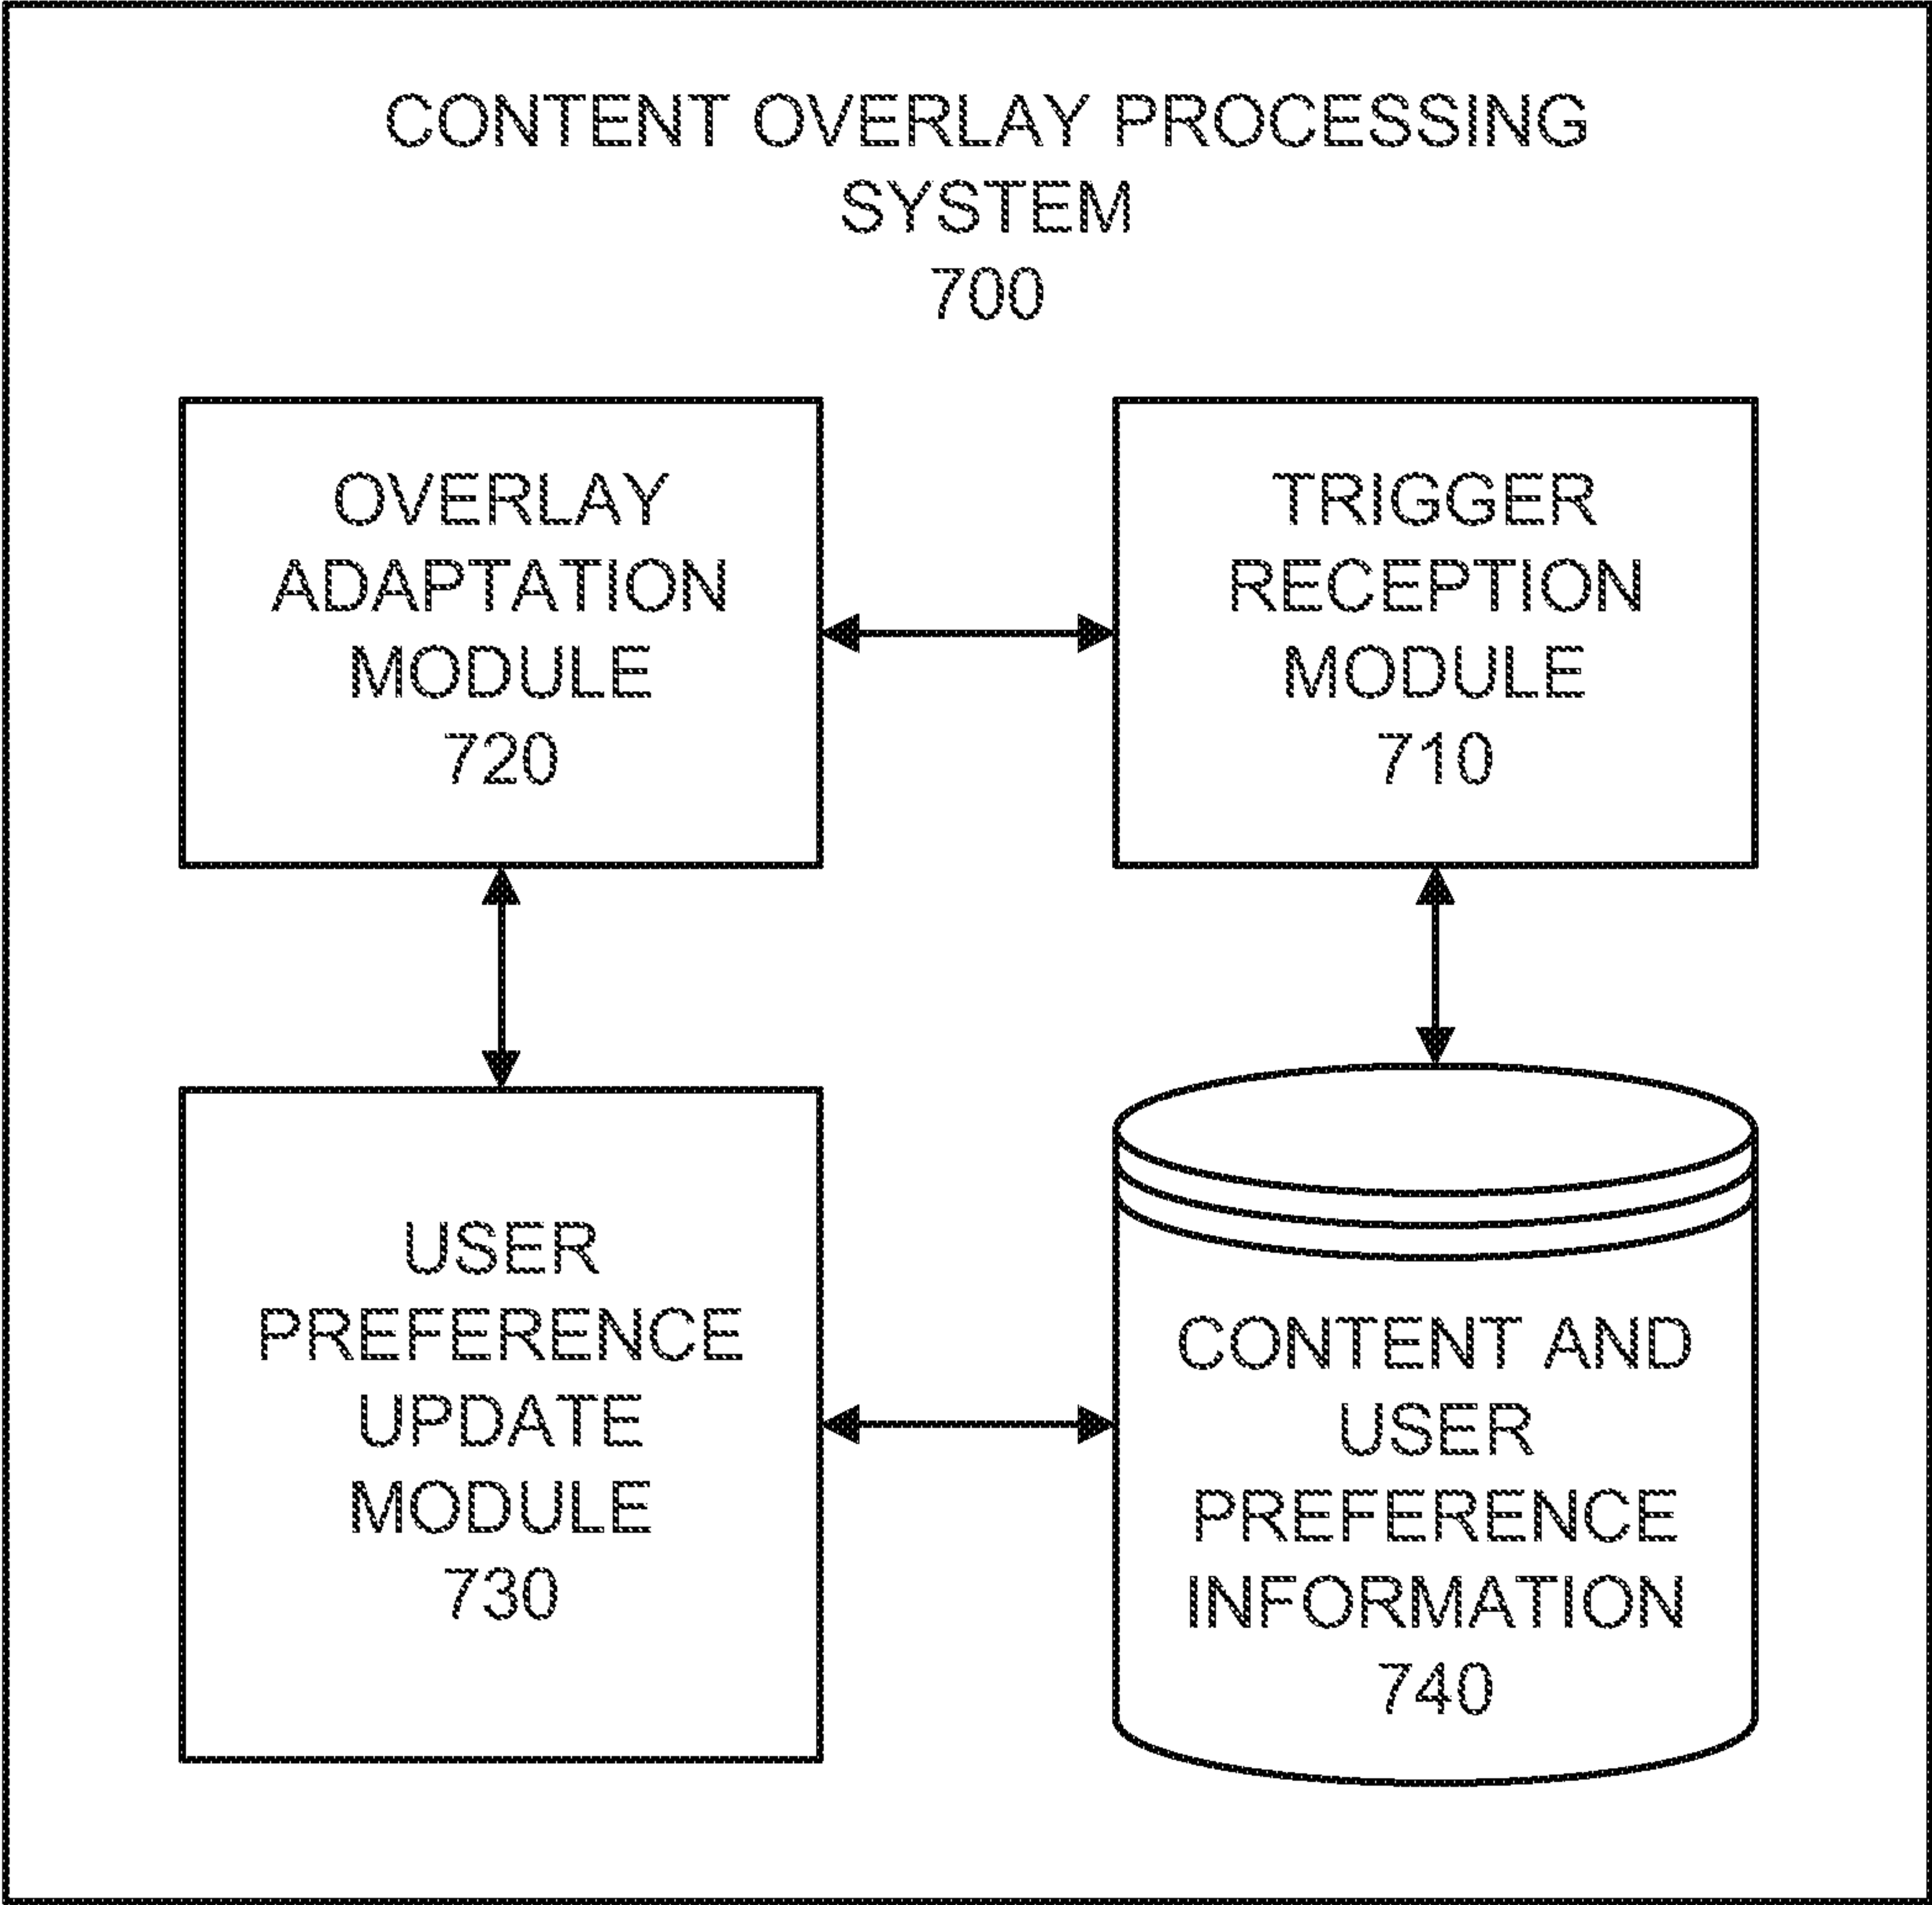 CONTENT OVERLAY PROCESSING
SYSTEM
700
OVERLAY
ADAPTATION
MODULE
720
TRIGGER
RECEPTION
MODULE
710
USER
PREFERENCE
UPDATE
MODULE
730
CONTENT AND
USER
PREFERENCE
INFORMATION
740